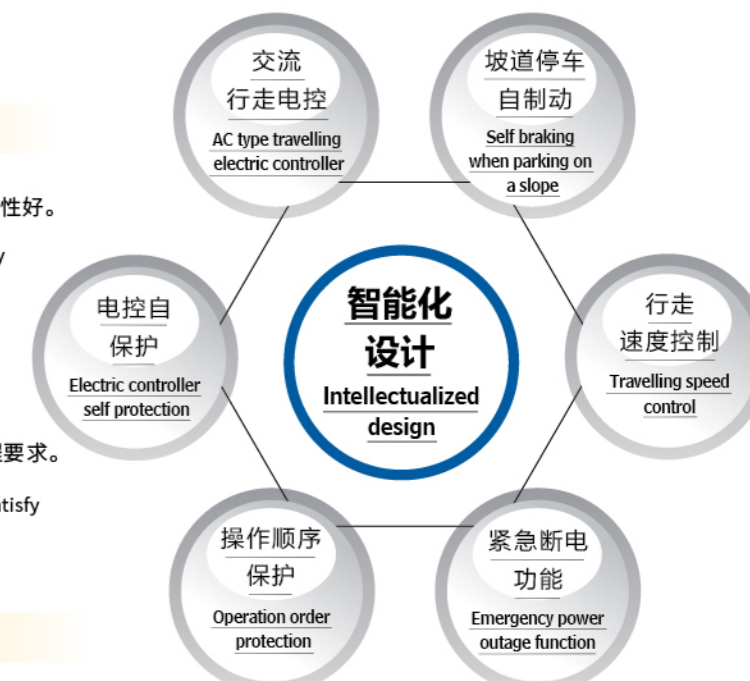 交流
行走电控
AC type travelling
electric controller
坡道停车
自制动
Self braking
when parking on
a slope
性好。
电控自
保护
Electric controller
self protection
智能化
设计
Intellectualized
design
行走
速度控制
Travelling speed
control
要求。
操作顺序
保护
Operation order
protection
紧急断电
功能
Emergency power
outage function